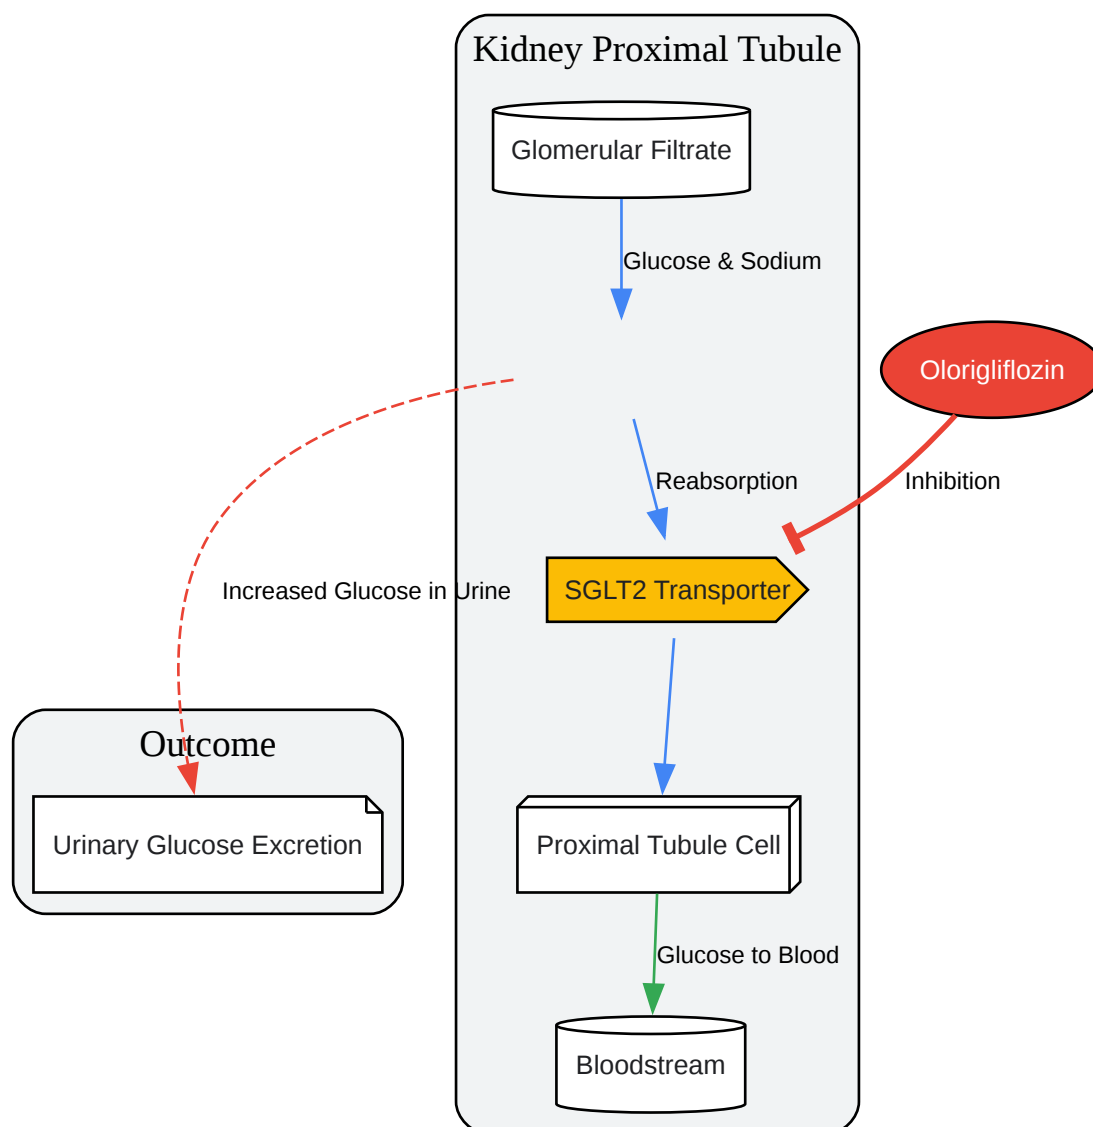 Kidney Proximal Tubule
Glomerular Filtrate
Glucose & Sodium
Olorigliflozin
Reabsorption
Inhibition
Increased Glucose in Urine
SGLT2 Transporter
Outcome
Urinary Glucose Excretion
Proximal Tubule Cell
Glucose to Blood
Bloodstream